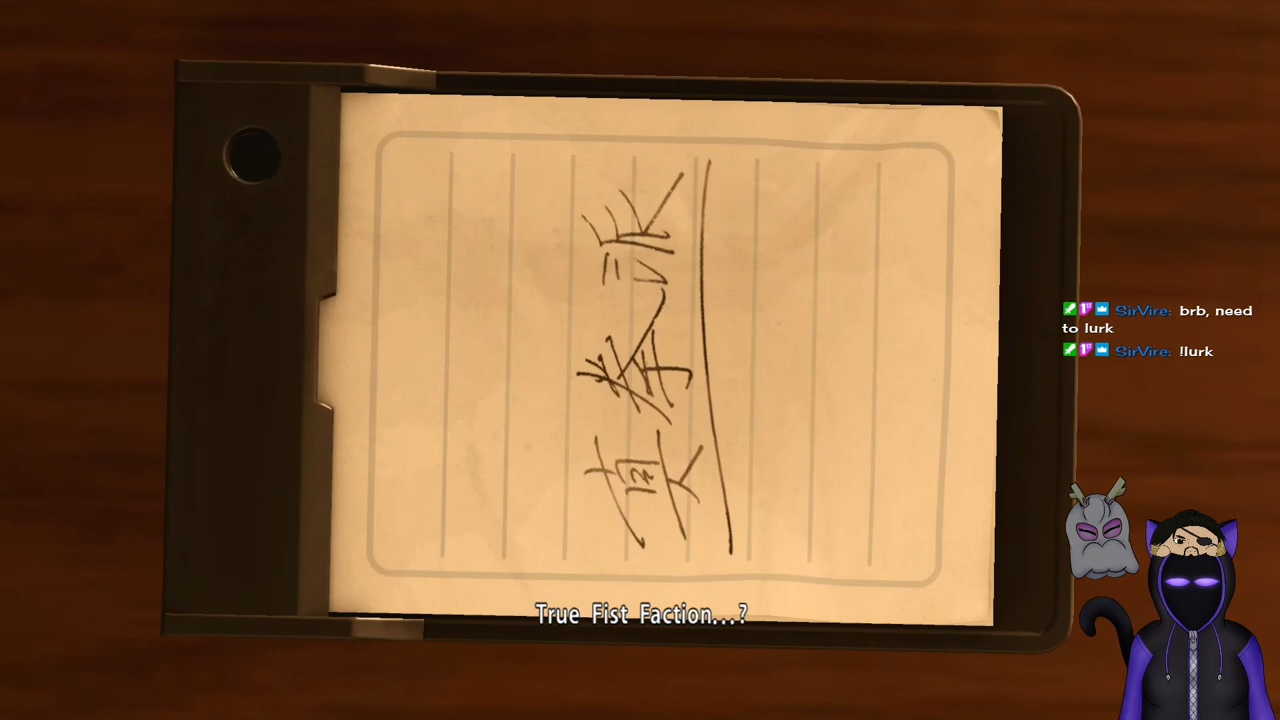 真拳派
True Fist Faction...?
SirVire: brb, need
to lurk
SirVire: !lurk